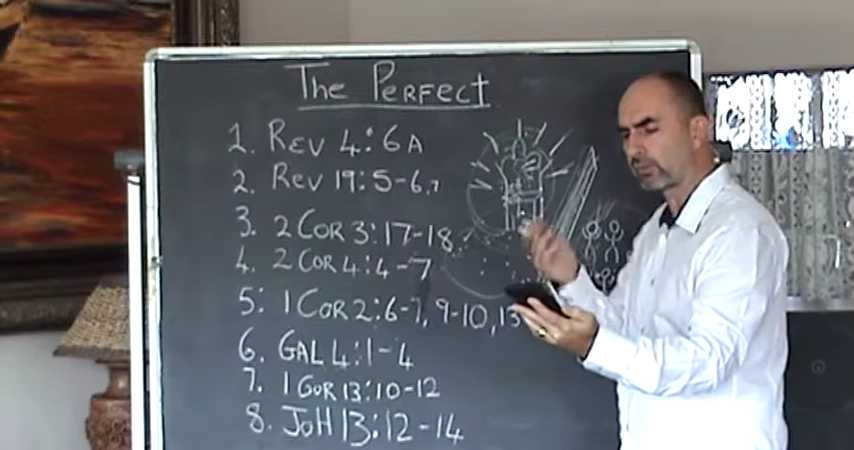 The Perfect
1. Rev 4:6A
2. Rev 19:5-6,7
3. 2 Cor 3:17-18
4. 2 Cor 4:4-7
5. 1 Cor 2:6-7, 9-10, 13
6. GAL 4:1-4
7. 1 Cor 13:10-12
8. JoH 13:12-14